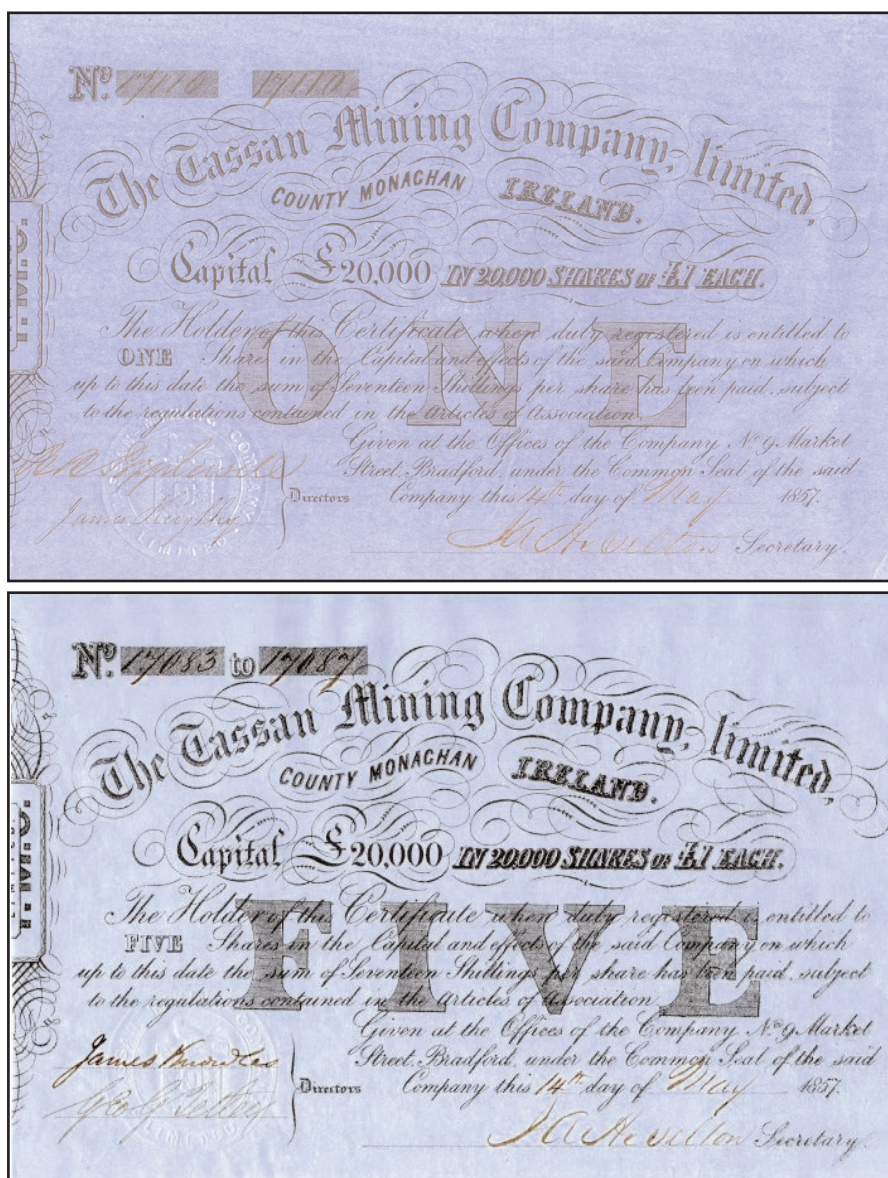 Nº. 17110 17110
The Tassan Mining Company, limited,
COUNTY MONACHAN IRELAND.
Capital £20,000 IN 20,000 SHARES OF £1 EACH.
ONE
The Holder of this Certificate when duly registered is entitled to
ONE Share in the Capital and effects of the said Company on which
up to this date the sum of Seventeen Shillings per share has been paid, subject
to the regulations contained in the Articles of Association.
Given at the Offices of the Company Nº 9 Market
Street, Bradford, under the Common Seal of the said
Directors Company this 14th day of May 1857.
James Keighley
Secretary.
LIMITED
Nº. 17083 to 17087
The Tassan Mining Company, limited,
COUNTY MONACHAN IRELAND.
Capital £20,000 IN 20,000 SHARES OF £1 EACH.
FIVE
The Holder of this Certificate when duly registered is entitled to
FIVE Shares in the Capital and effects of the said Company on which
up to this date the sum of Seventeen Shillings per share has been paid, subject
to the regulations contained in the Articles of Association.
Given at the Offices of the Company Nº 9 Market
James Knowles Street, Bradford, under the Common Seal of the said
Directors Company this 14th day of May 1857.
Geo G Tetley
Secretary.
LIMITED